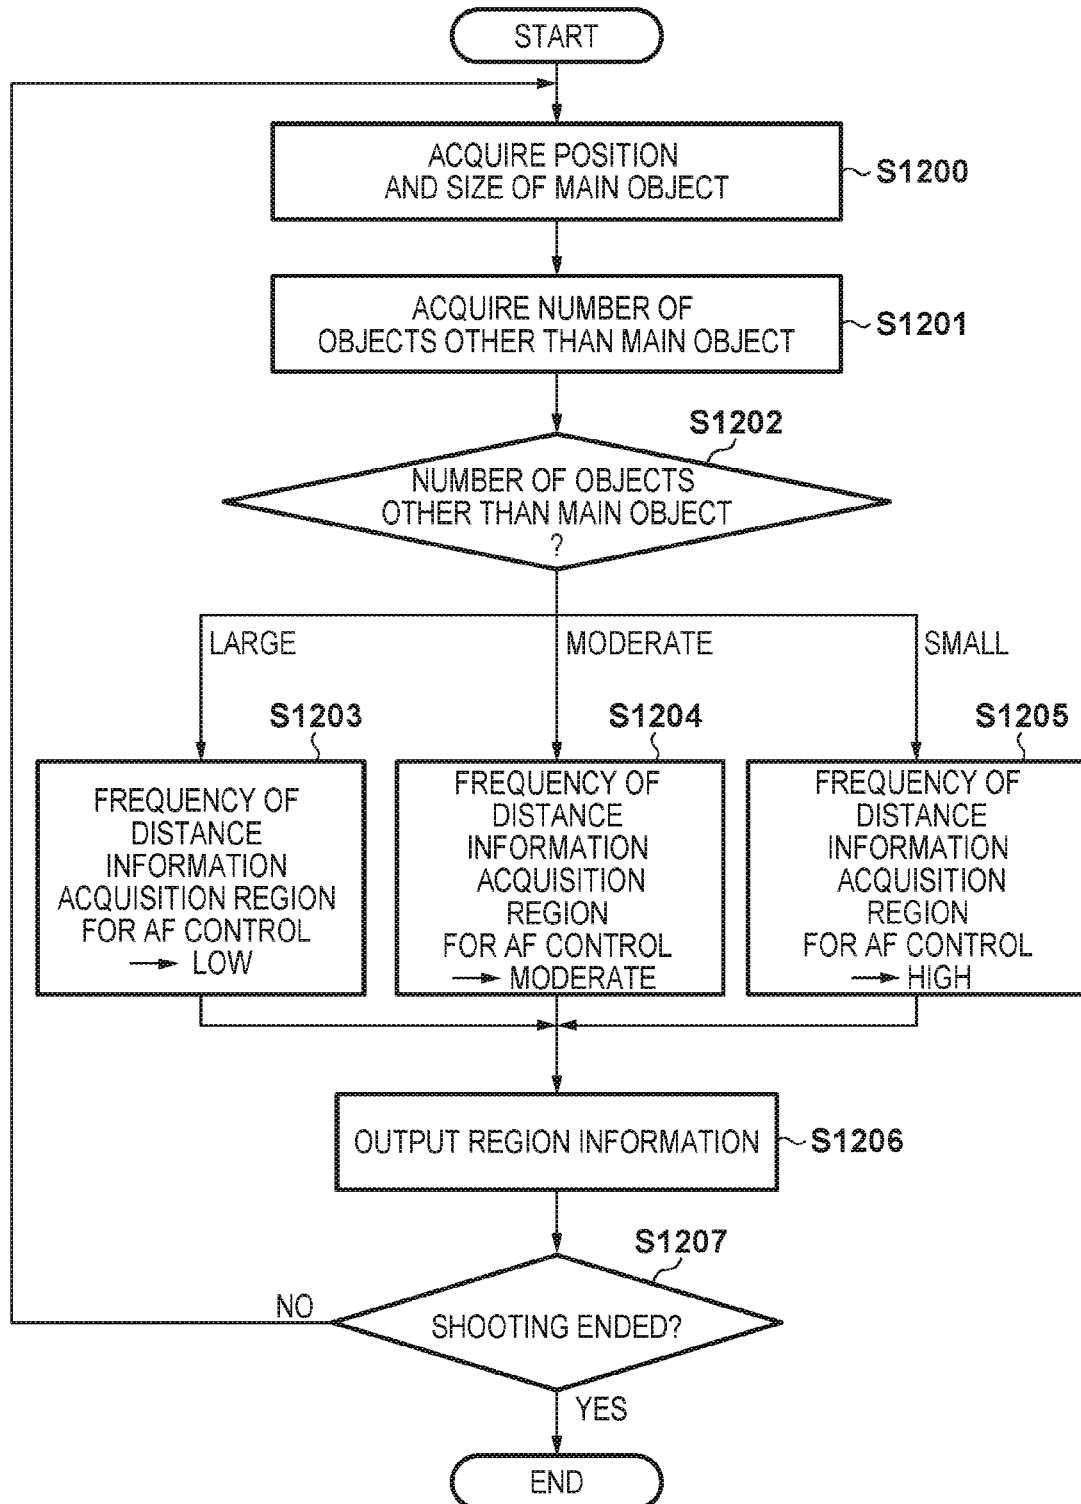 START
ACQUIRE POSITION
AND SIZE OF MAIN OBJECT
S1200
ACQUIRE NUMBER OF
OBJECTS OTHER THAN MAIN OBJECT
S1201
S1202
NUMBER OF OBJECTS
OTHER THAN MAIN OBJECT
?
LARGE
MODERATE
SMALL
S1203
FREQUENCY OF
DISTANCE
INFORMATION
ACQUISITION REGION
FOR AF CONTROL
→ LOW
S1204
FREQUENCY OF
DISTANCE
INFORMATION
ACQUISITION
REGION
FOR AF CONTROL
→ MODERATE
S1205
FREQUENCY OF
DISTANCE
INFORMATION
ACQUISITION
REGION
FOR AF CONTROL
→ HIGH
OUTPUT REGION INFORMATION
S1206
S1207
SHOOTING ENDED?
NO
YES
END